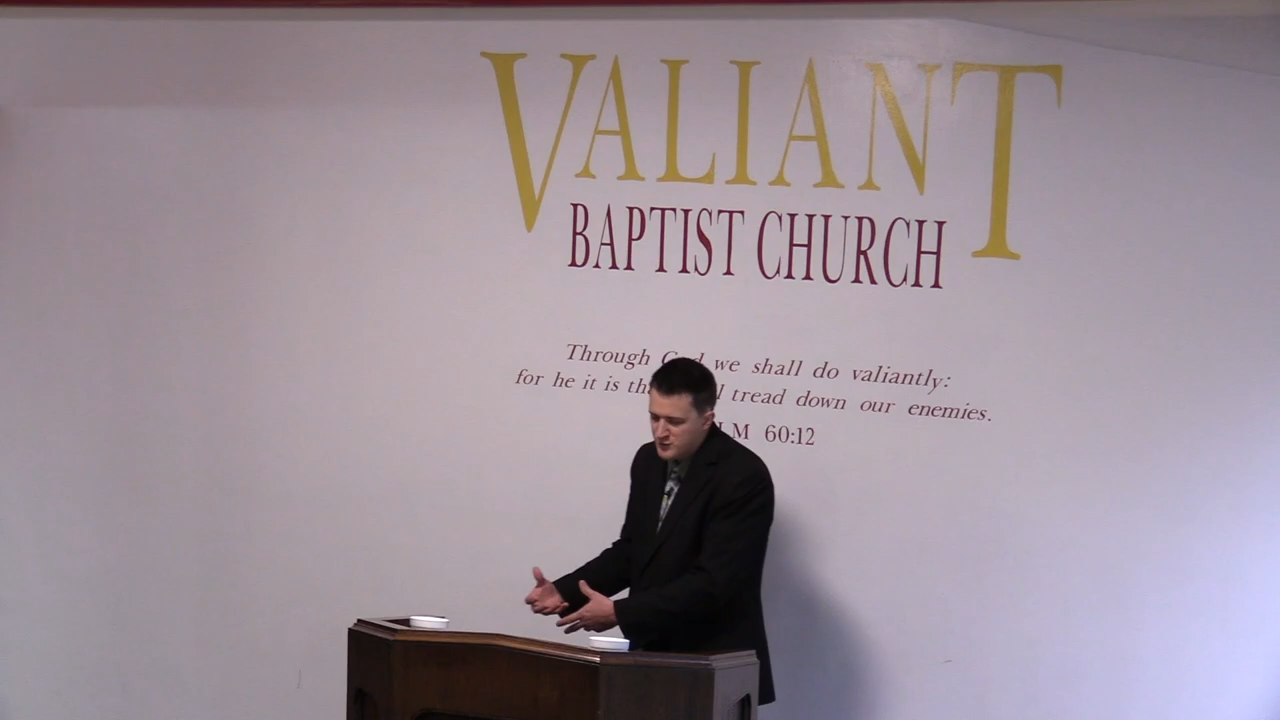 VALIANT
BAPTIST CHURCH
Through we shall do valiantly:
for he it is tread down our enemies.
60:12